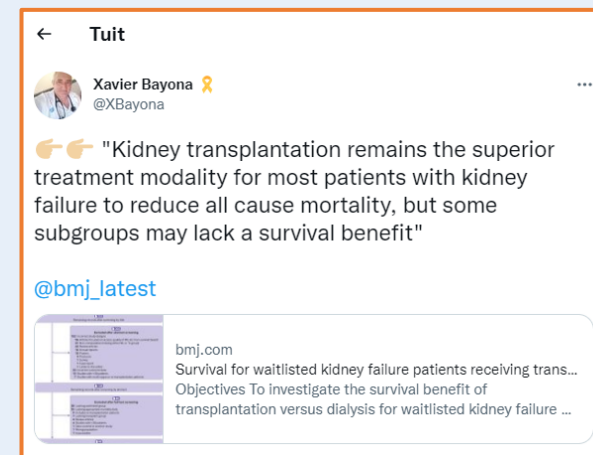 ← Tuit
Xavier Bayona 🎗
@XBayona
👉👉 "Kidney transplantation remains the superior
treatment modality for most patients with kidney
failure to reduce all cause mortality, but some
subgroups may lack a survival benefit"
@bmj_latest
bmj.com
Survival for waitlisted kidney failure patients receiving trans...
Objectives To investigate the survival benefit of
transplantation versus dialysis for waitlisted kidney failure ...